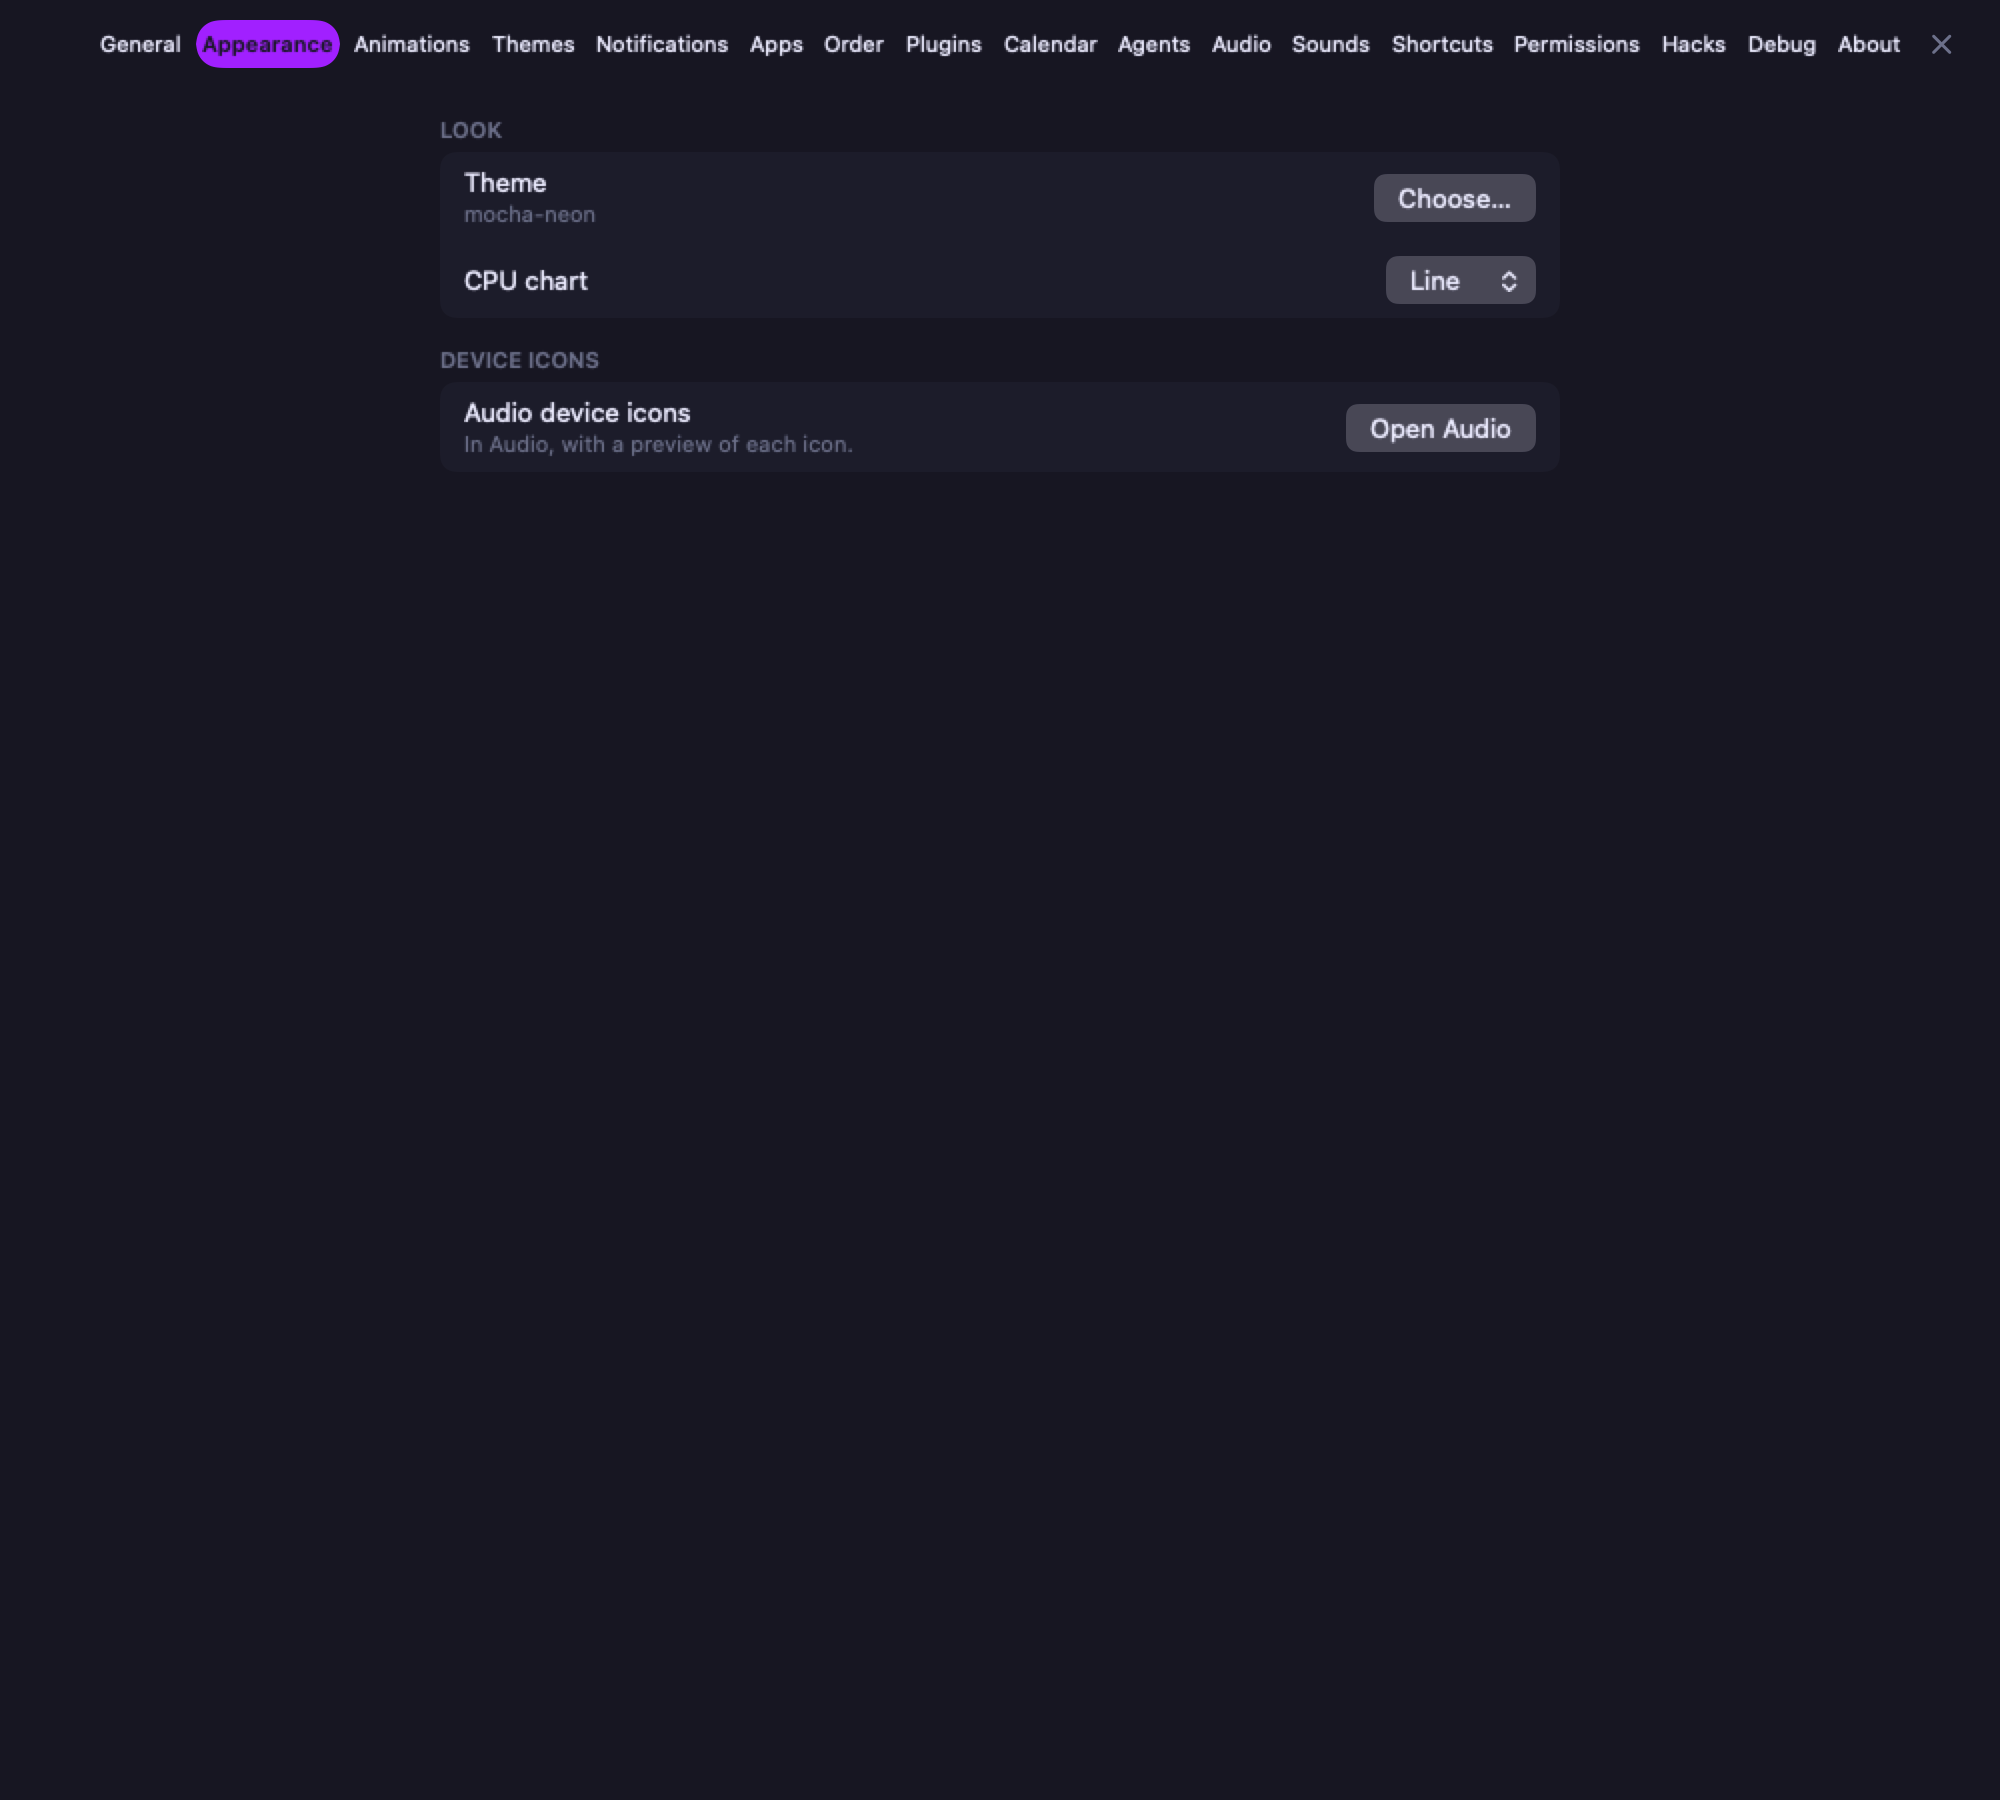 General Appearance Animations Themes Notifications Apps Order Plugins Calendar Agents Audio Sounds Shortcuts Permissions Hacks Debug About
LOOK
Theme
mocha-neon
Choose...
CPU chart
Line
DEVICE ICONS
Audio device icons
In Audio, with a preview of each icon.
Open Audio